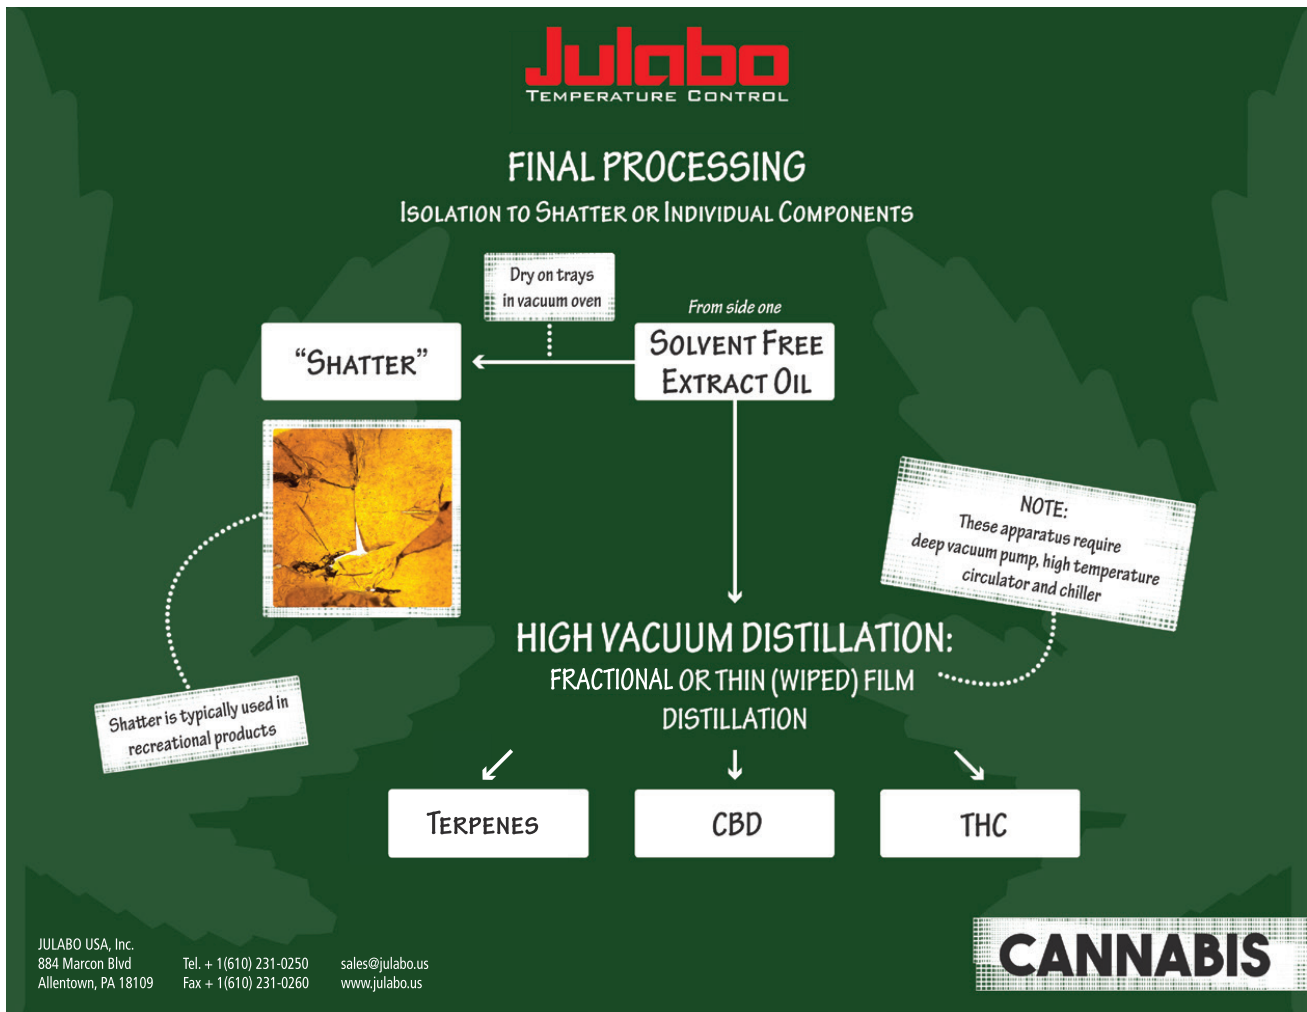 Julabo
TEMPERATURE CONTROL
FINAL PROCESSING
ISOLATION TO SHATTER OR INDIVIDUAL COMPONENTS
Dry on trays
in vacuum oven
From side one
SOLVENT FREE
EXTRACT OIL
"SHATTER"
NOTE:
These apparatus require
deep vacuum pump, high temperature
circulator and chiller
HIGH VACUUM DISTILLATION:
FRACTIONAL OR THIN (WIPED) FILM
DISTILLATION
Shatter is typically used in
recreational products
TERPENES
CBD
THC
JULABO USA, Inc.
884 Marcon Blvd
Allentown, PA 18109
Tel. + 1(610) 231-0250
Fax + 1(610) 231-0260
sales@julabo.us
www.julabo.us
CANNABIS